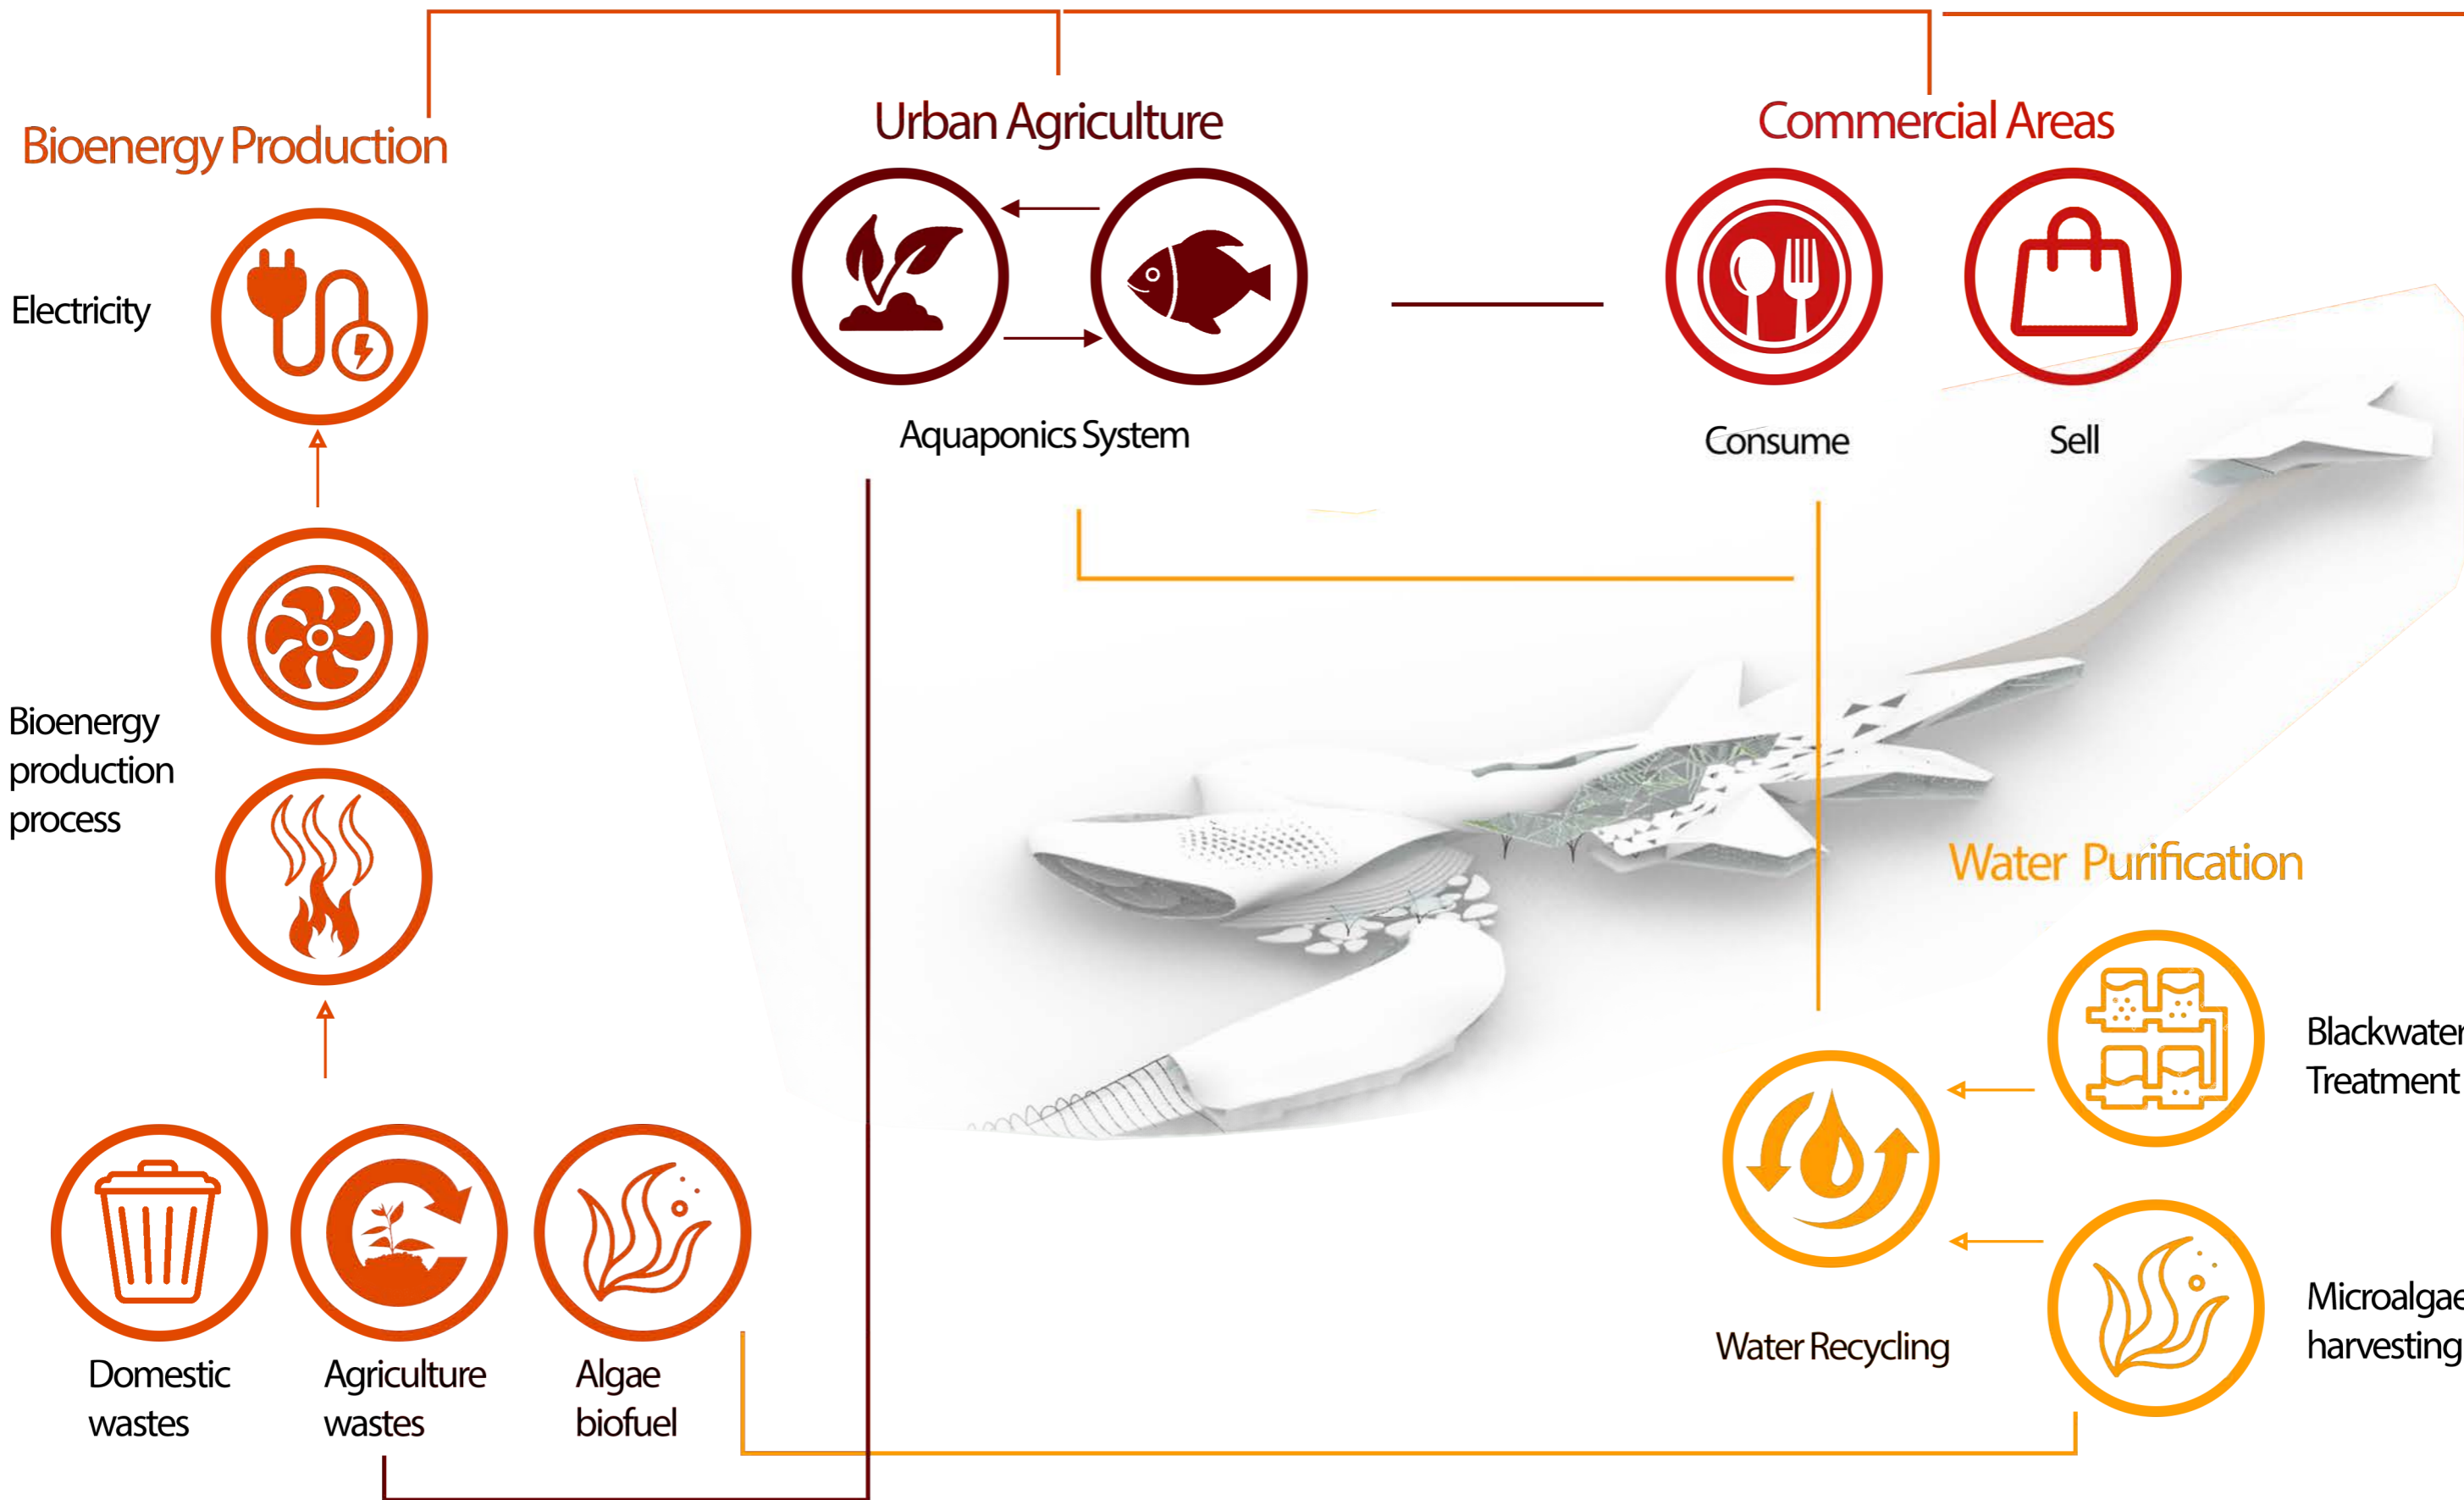 Bioenergy Production
Urban Agriculture
Commercial Areas
Electricity
Aquaponics System
Consume
Sell
Bioenergy
production
process
Water Purification
Blackwater
Treatment
Water Recycling
Microalgae
harvesting
Domestic
wastes
Agriculture
wastes
Algae
biofuel